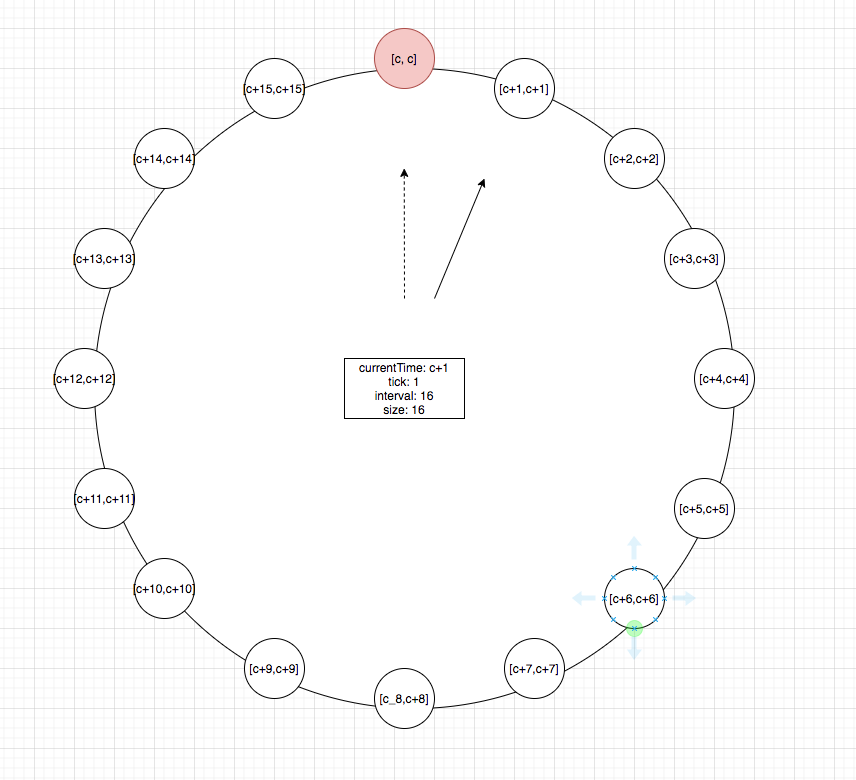 [c, c]
[c+1,c+1]
[c+2,c+2]
[c+3,c+3]
[c+4,c+4]
[c+5,c+5]
[c+6,c+6]
[c+7,c+7]
[c_8,c+8]
[c+9,c+9]
[c+10,c+10]
[c+11,c+11]
[c+12,c+12]
[c+13,c+13]
[c+14,c+14]
[c+15,c+15]
currentTime: c+1
tick: 1
interval: 16
size: 16